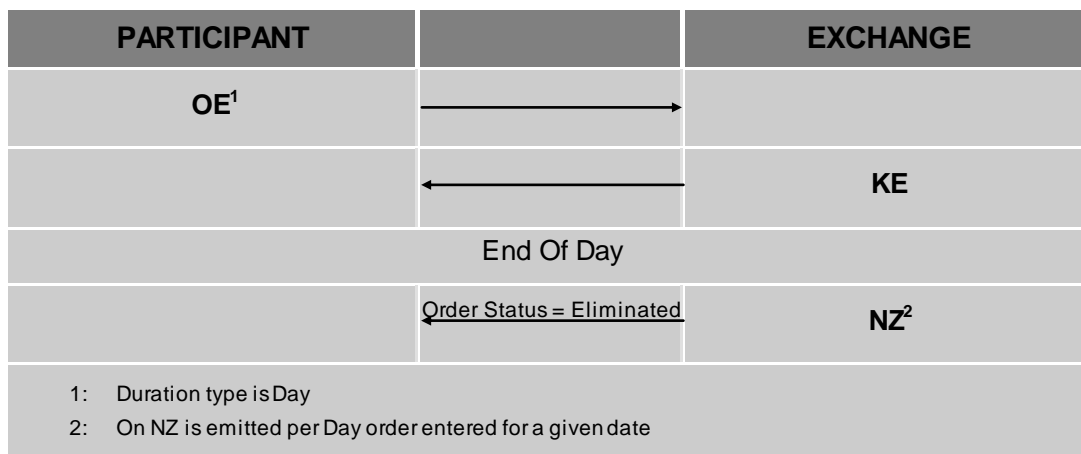 PARTICIPANT EXCHANGE
OE¹
KE
End Of Day
Order Status = Eliminated NZ²
1: Duration type is Day
2: On NZ is emitted per Day order entered for a given date